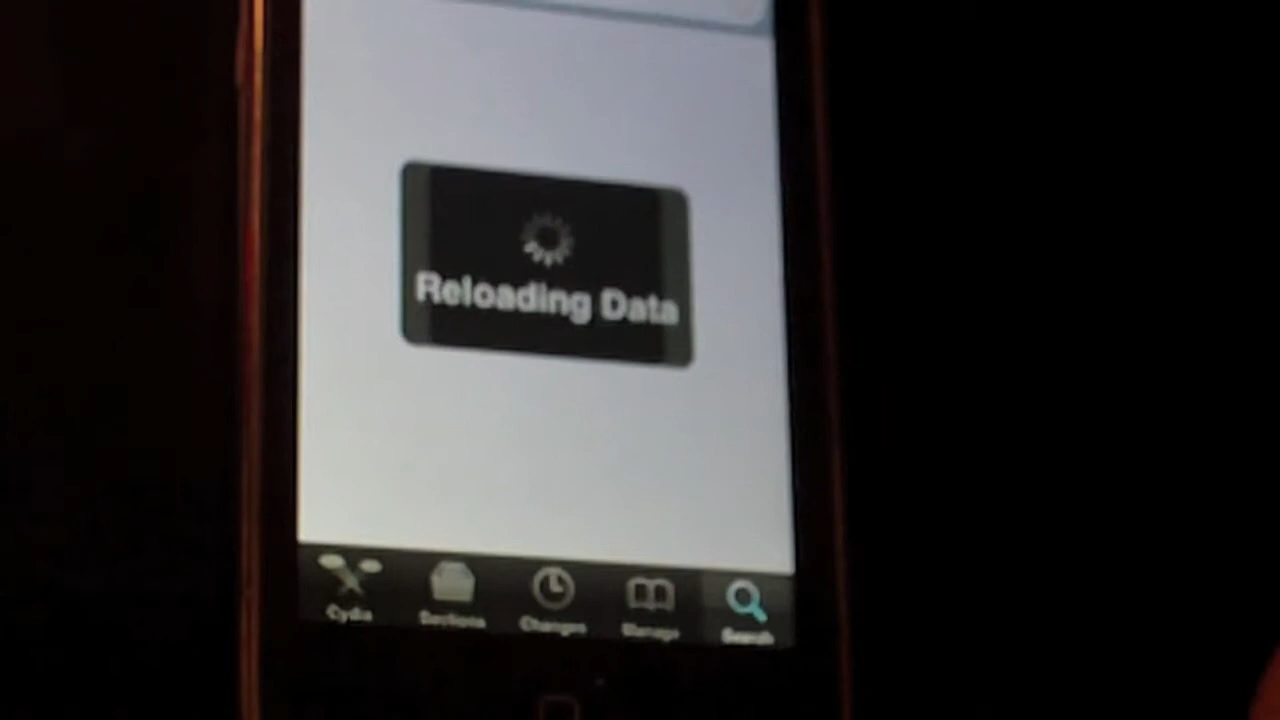 Reloading Data
Cydia
Sections
Changes
Manage
Search